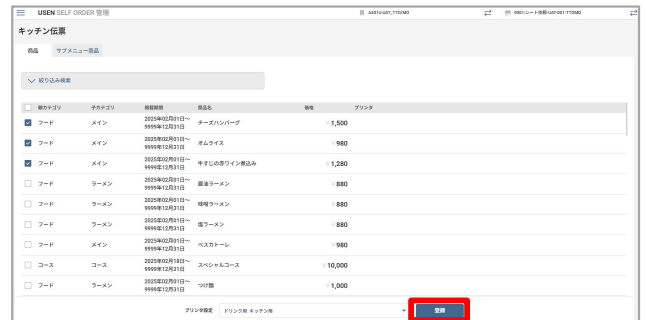 USEN SELF ORDER 管理 A4014:UAT_TTO/MO 0001:シート依頼:UAT-001-TTOMO
キッチン伝票
商品 サブメニュー商品
絞り込み検索
親カテゴリ 子カテゴリ 掲載期間 商品名 価格 プリンタ
フード メイン 2025年02月01日～ チーズハンバーグ ¥1,500
9999年12月31日
フード メイン 2025年02月01日～ オムライス ¥980
9999年12月31日
フード メイン 2025年02月01日～ 牛すじの赤ワイン煮込み ¥1,280
9999年12月31日
フード ラーメン 2025年02月01日～ 醤油ラーメン ¥880
9999年12月31日
フード ラーメン 2025年02月01日～ 味噌ラーメン ¥880
9999年12月31日
フード ラーメン 2025年02月01日～ 塩ラーメン ¥880
9999年12月31日
フード メイン 2025年02月01日～ ペスカトーレ ¥980
9999年12月31日
コース コース 2025年02月18日～ スペシャルコース ¥10,000
9999年12月31日
フード ラーメン 2025年02月01日～ つけ麺 ¥1,000
9999年12月31日
プリンタ設定 ドリンク用 キッチン用 登録